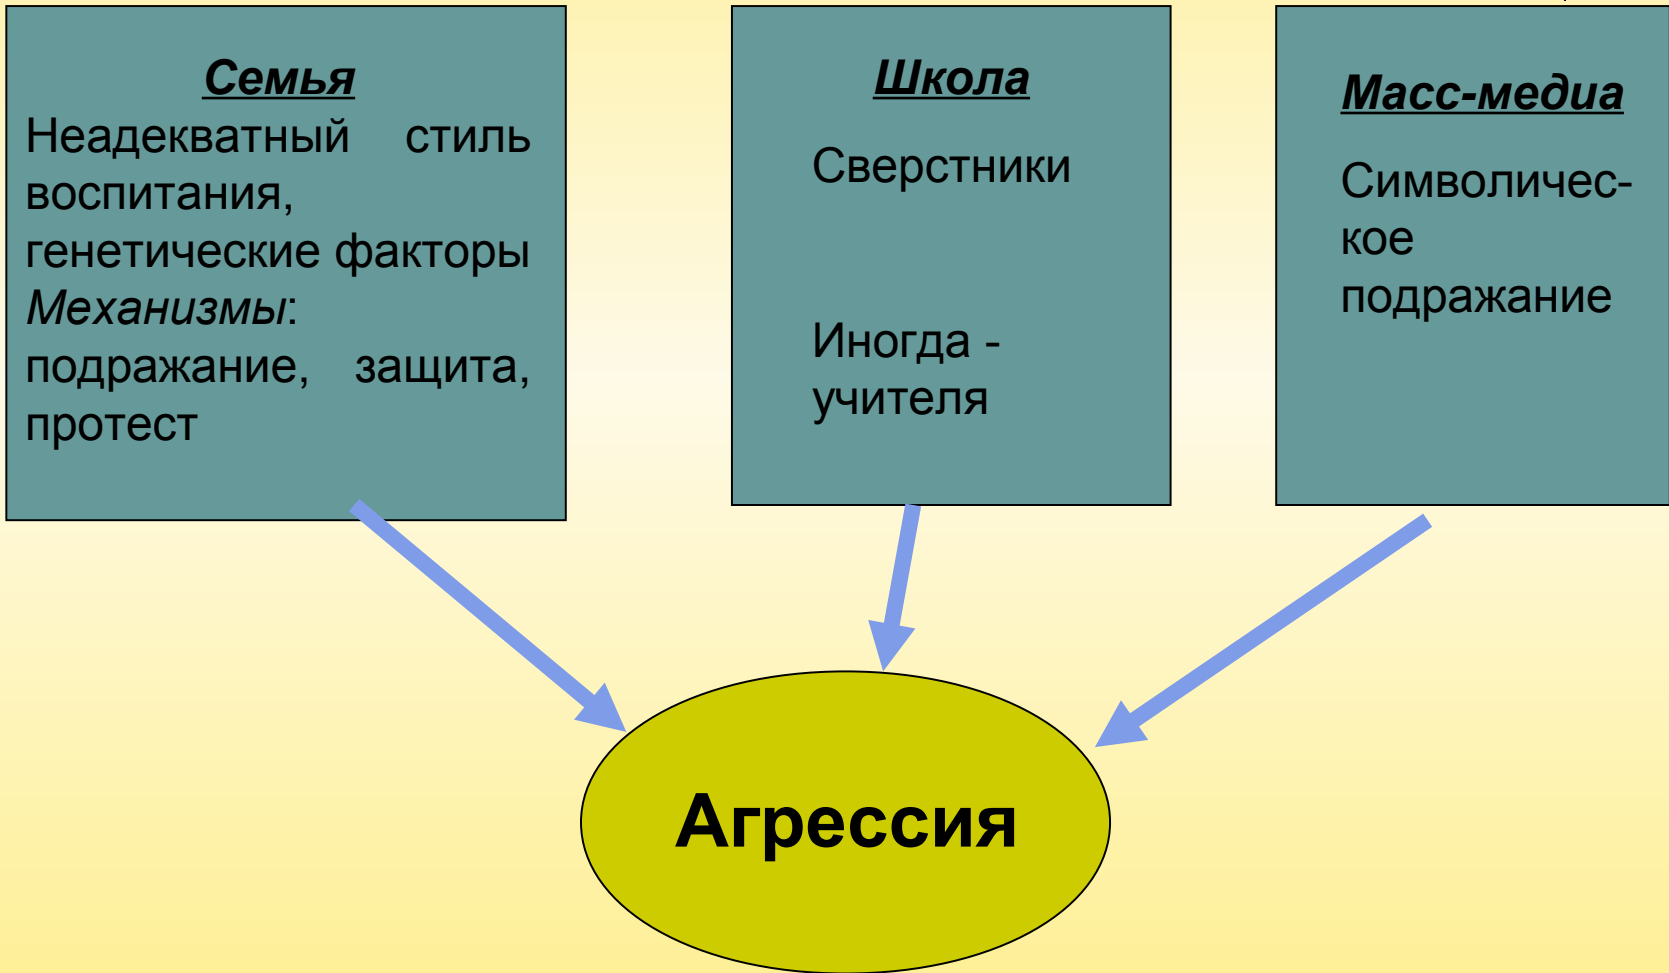 Семья
Неадекватный стиль
воспитания,
генетические факторы
Механизмы:
подражание, защита,
протест
Школа
Сверстники
Иногда -
учителя
Масс-медиа
Символичес-
кое
подражание
Агрессия